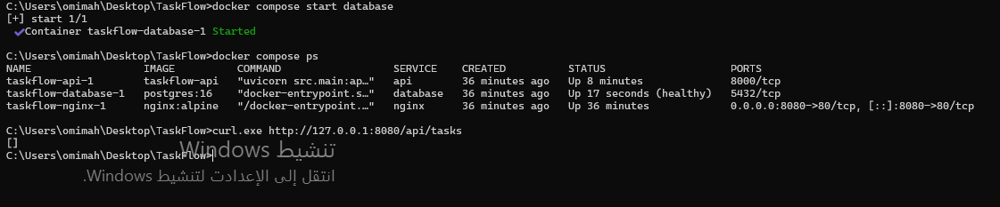 C:\Users\omimah\Desktop\TaskFlow>docker compose start database
[+] start 1/1
✔Container taskflow-database-1 Started
C:\Users\omimah\Desktop\TaskFlow>docker compose ps
NAME IMAGE COMMAND SERVICE CREATED STATUS PORTS
taskflow-api-1 taskflow-api "uvicorn src.main:ap…" api 36 minutes ago Up 8 minutes 8000/tcp
taskflow-database-1 postgres:16 "docker-entrypoint.s…" database 36 minutes ago Up 17 seconds (healthy) 5432/tcp
taskflow-nginx-1 nginx:alpine "/docker-entrypoint.…" nginx 36 minutes ago Up 36 minutes 0.0.0.0:8080->80/tcp, [::]:8080->80/tcp
C:\Users\omimah\Desktop\TaskFlow>curl.exe http://127.0.0.1:8080/api/tasks
[]
C:\Users\omimah\Desktop\TaskFlow>
تنشيط Windows
انتقل إلى الإعدادت لتنشيط Windows.